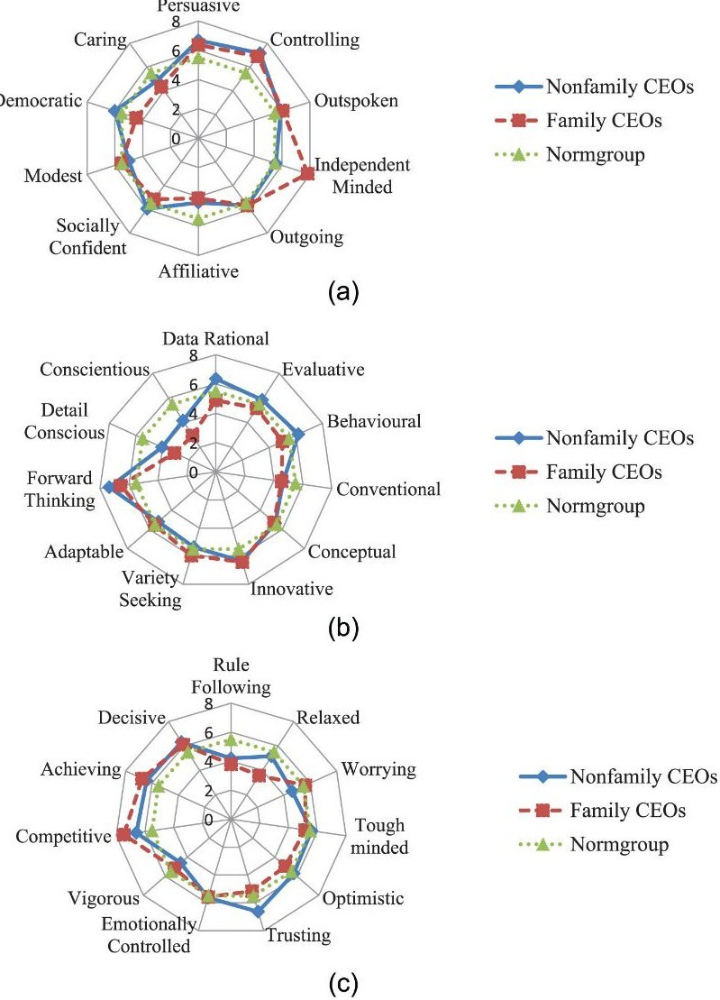 Persuasive
8
Caring
Controlling
6
4
Democratic
Outspoken
2
0
Modest
Independent
Minded
Socially
Confident
Outgoing
Affiliative
Nonfamily CEOs
Family CEOs
Normgroup
(a)
Data Rational
8
Conscientious
Evaluative
6
Detail
Conscious
4
Behavioural
2
0
Forward
Thinking
Conventional
Adaptable
Conceptual
Variety
Seeking
Innovative
Nonfamily CEOs
Family CEOs
Normgroup
(b)
Rule
Following
8
Decisive
Relaxed
6
4
Achieving
Worrying
2
0
Competitive
Tough
minded
Vigorous
Optimistic
Emotionally
Controlled
Trusting
Nonfamily CEOs
Family CEOs
Normgroup
(c)